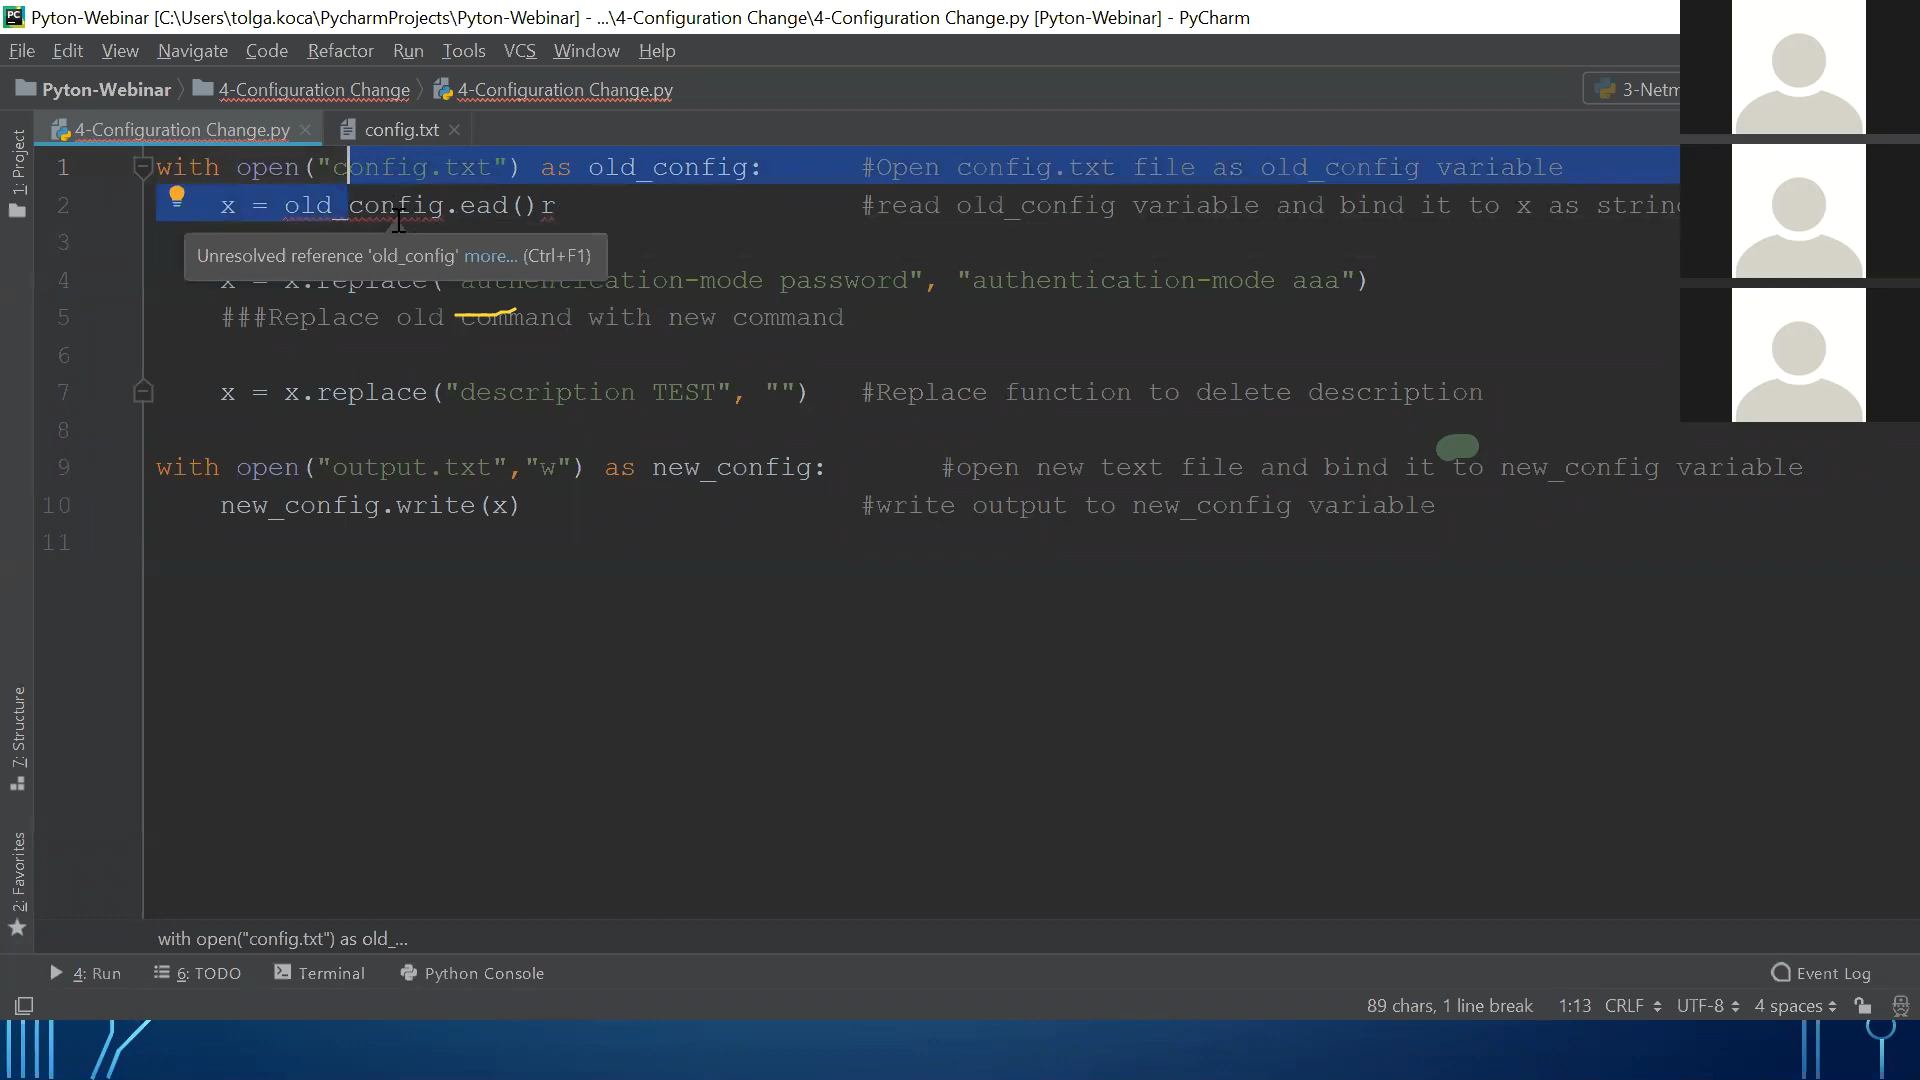 Pyton-Webinar [C:\Users\tolga.koca\PycharmProjects\Pyton-Webinar] - ...\4-Configuration Change\4-Configuration Change.py [Pyton-Webinar] - PyCharm
File Edit View Navigate Code Refactor Run Tools VCS Window Help
Pyton-Webinar 4-Configuration Change 4-Configuration Change.py 3-Netm
4-Configuration Change.py config.txt
1 with open("config.txt") as old_config: #Open config.txt file as old_config variable
2 x = old_config.ead()r #read old_config variable and bind it to x as string
3
Unresolved reference 'old_config' more... (Ctrl+F1)
4 x = x.replace("authentication-mode password", "authentication-mode aaa")
5 ###Replace old command with new command
6
7 x = x.replace("description TEST", "") #Replace function to delete description
8
9 with open("output.txt","w") as new_config: #open new text file and bind it to new_config variable
10 new_config.write(x) #write output to new_config variable
11
1: Project
7: Structure
2: Favorites
with open("config.txt") as old_...
4: Run 6: TODO Terminal Python Console Event Log
89 chars, 1 line break 1:13 CRLF UTF-8 4 spaces